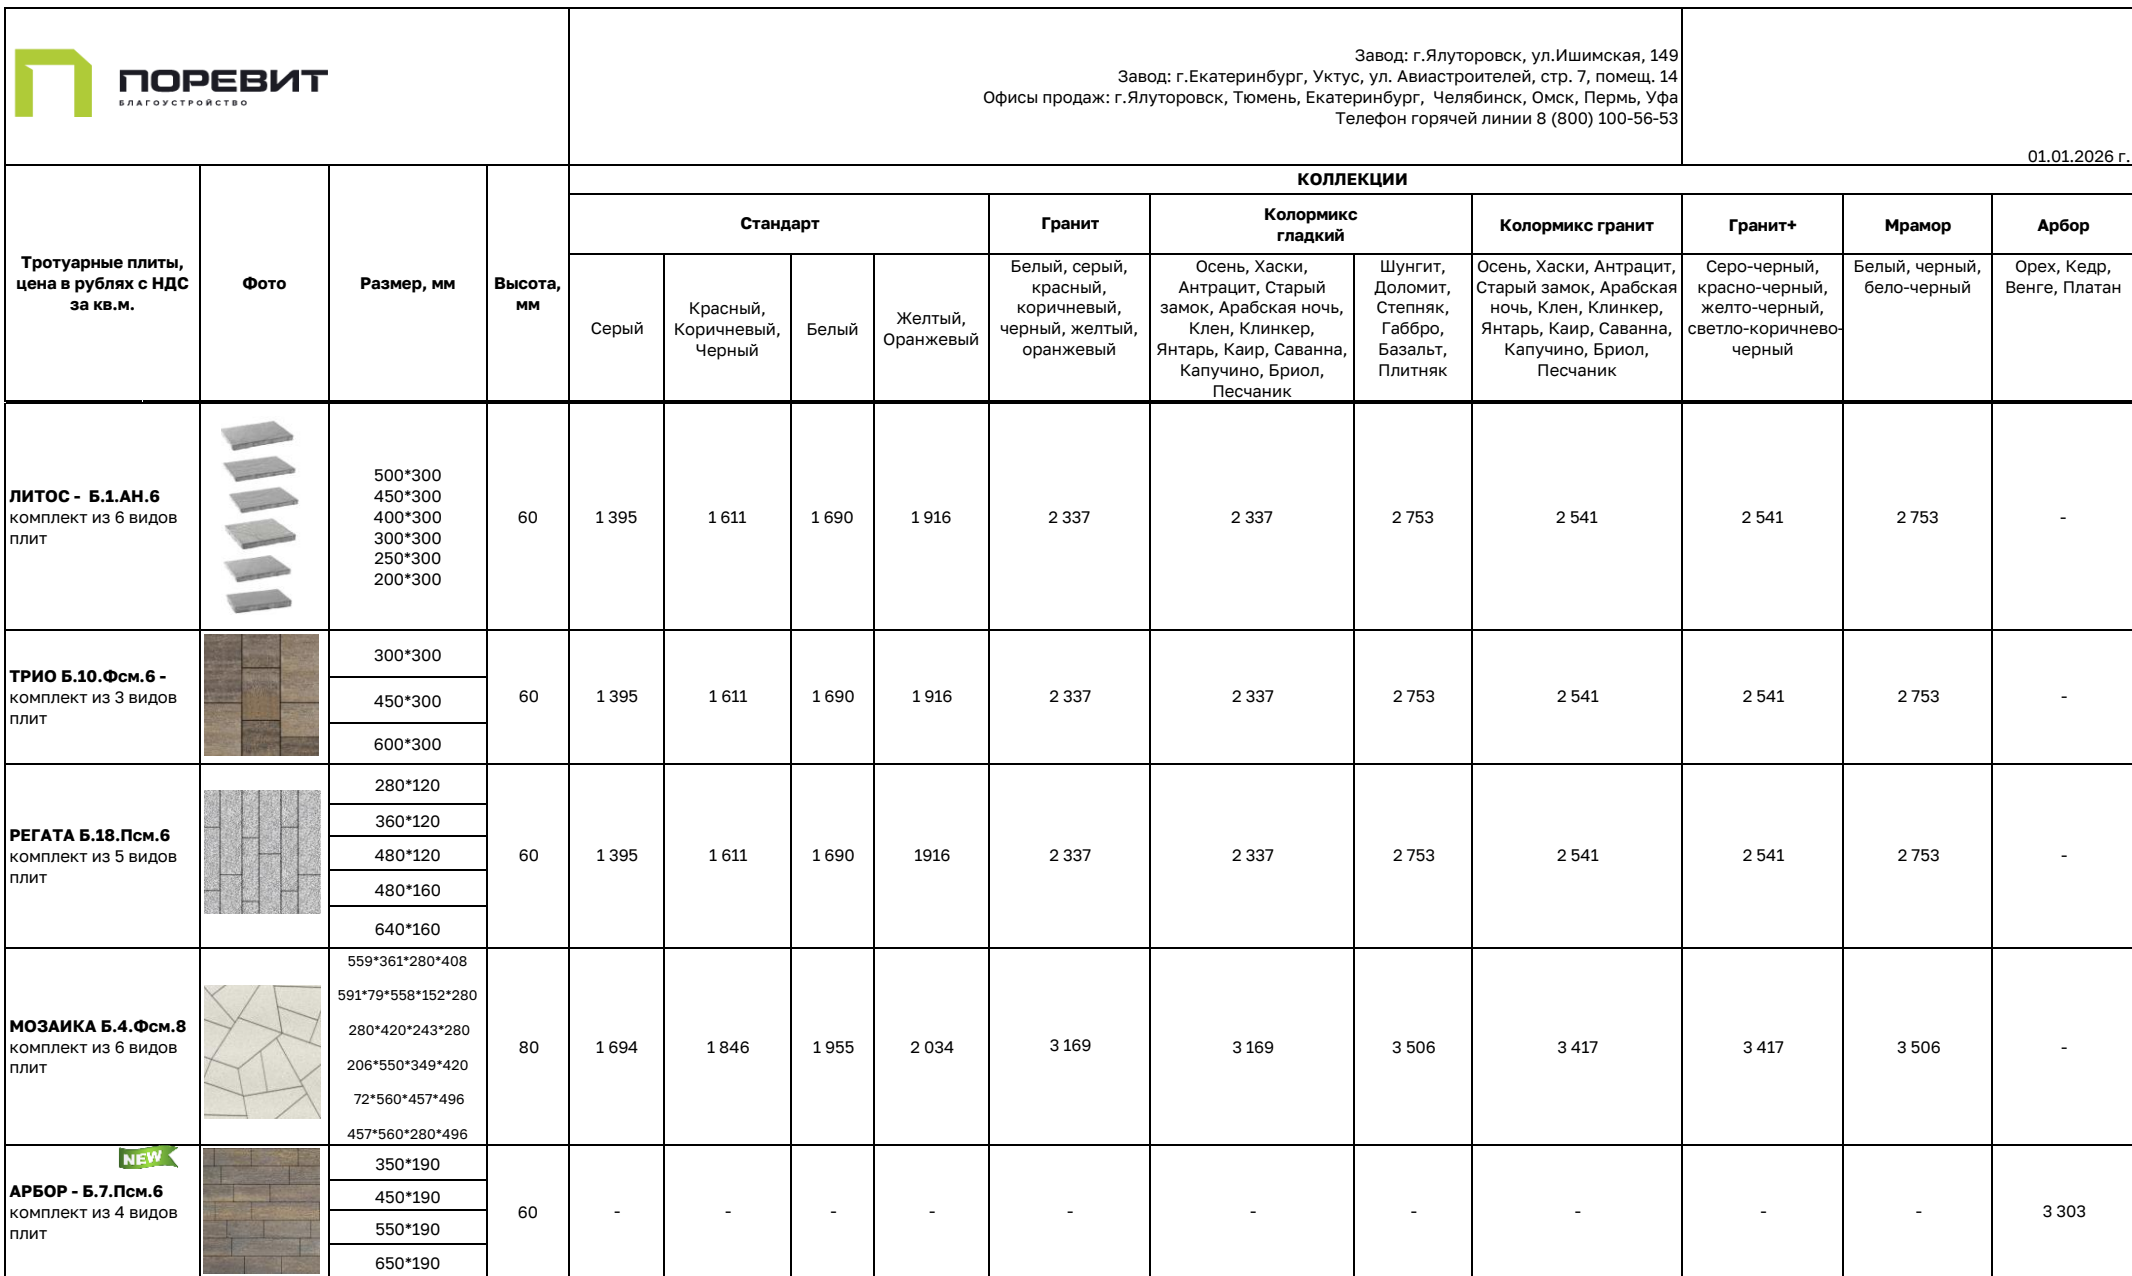 ПОРЕВИТ
БЛАГОУСТРОЙСТВО
Завод: г.Ялуторовск, ул.Ишимская, 149
Завод: г.Екатеринбург, Уктус, ул. Авиастроителей, стр. 7, помещ. 14
Офисы продаж: г.Ялуторовск, Тюмень, Екатеринбург, Челябинск, Омск, Пермь, Уфа
Телефон горячей линии 8 (800) 100-56-53
01.01.2026 г.
Тротуарные плиты,
цена в рублях с НДС
за кв.м.
Фото
Размер, мм
Высота,
мм
КОЛЛЕКЦИИ
Стандарт
Гранит
Колормикс
гладкий
Колормикс гранит
Гранит+
Мрамор
Арбор
Серый
Красный,
Коричневый,
Черный
Белый
Желтый,
Оранжевый
Белый, серый,
красный,
коричневый,
черный, желтый,
оранжевый
Осень, Хаски,
Антрацит, Старый
замок, Арабская ночь,
Клен, Клинкер,
Янтарь, Каир, Саванна,
Капучино, Бриол,
Песчаник
Шунгит,
Доломит,
Степняк,
Габбро,
Базальт,
Плитняк
Осень, Хаски, Антрацит,
Старый замок, Арабская
ночь, Клен, Клинкер,
Янтарь, Каир, Саванна,
Капучино, Бриол,
Песчаник
Серо-черный,
красно-черный,
желто-черный,
светло-коричнево-
черный
Белый, черный,
бело-черный
Орех, Кедр,
Венге, Платан
ЛИТОС - Б.1.АН.6
комплект из 6 видов
плит
500*300
450*300
400*300
300*300
250*300
200*300
60
1 395
1 611
1 690
1 916
2 337
2 337
2 753
2 541
2 541
2 753
-
ТРИО Б.10.Фсм.6 -
комплект из 3 видов
плит
300*300
450*300
600*300
60
1 395
1 611
1 690
1 916
2 337
2 337
2 753
2 541
2 541
2 753
-
РЕГАТА Б.18.Псм.6
комплект из 5 видов
плит
280*120
360*120
480*120
480*160
640*160
60
1 395
1 611
1 690
1916
2 337
2 337
2 753
2 541
2 541
2 753
-
МОЗАИКА Б.4.Фсм.8
комплект из 6 видов
плит
559*361*280*408
591*79*558*152*280
280*420*243*280
206*550*349*420
72*560*457*496
457*560*280*496
80
1 694
1 846
1 955
2 034
3 169
3 169
3 506
3 417
3 417
3 506
-
NEW
АРБОР - Б.7.Псм.6
комплект из 4 видов
плит
350*190
450*190
550*190
650*190
60
-
-
-
-
-
-
-
-
-
-
3 303